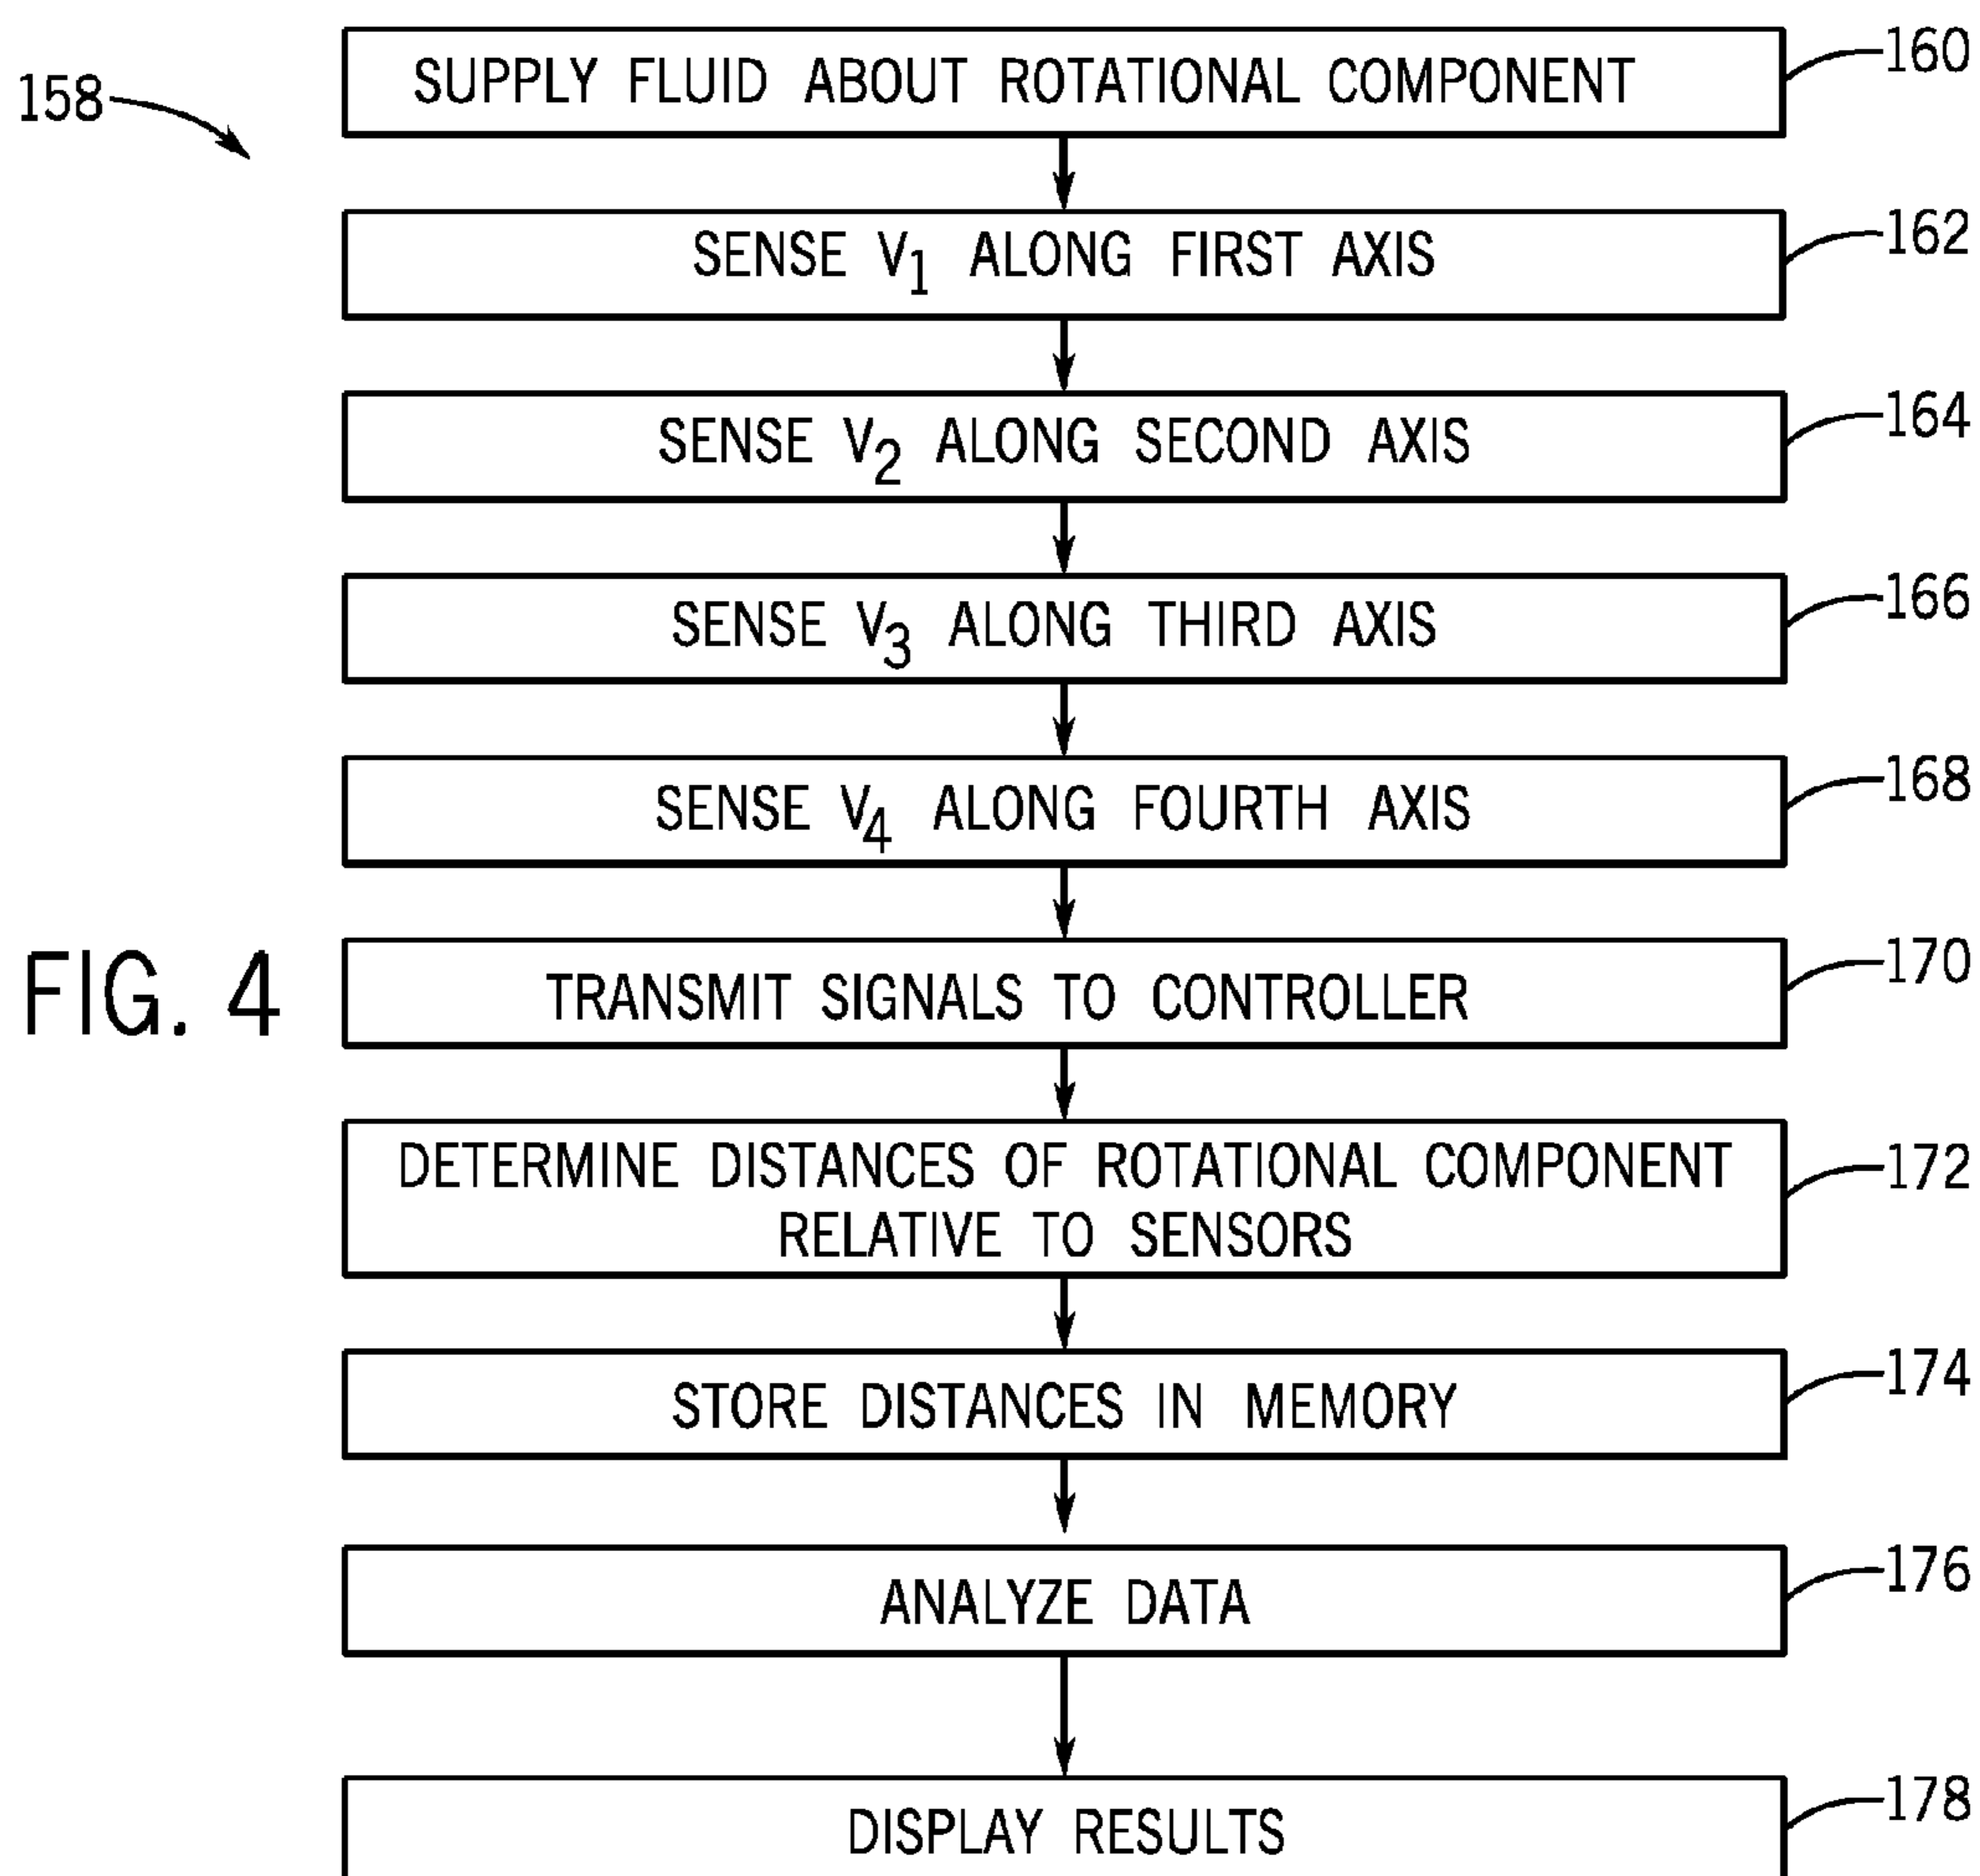 158
SUPPLY FLUID ABOUT ROTATIONAL COMPONENT
160
SENSE V1 ALONG FIRST AXIS
162
SENSE V2 ALONG SECOND AXIS
164
SENSE V3 ALONG THIRD AXIS
166
SENSE V4 ALONG FOURTH AXIS
168
FIG. 4
TRANSMIT SIGNALS TO CONTROLLER
170
DETERMINE DISTANCES OF ROTATIONAL COMPONENT
RELATIVE TO SENSORS
172
STORE DISTANCES IN MEMORY
174
ANALYZE DATA
176
DISPLAY RESULTS
178